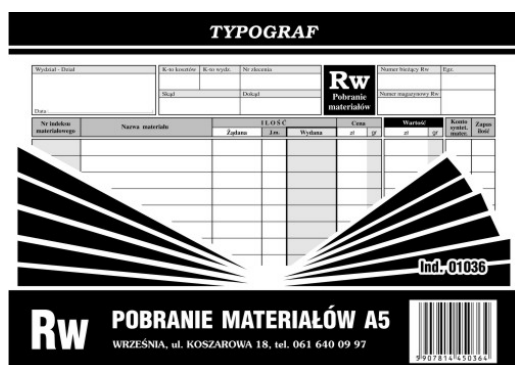 TYPOGRAF
Wydział - Dział
K-to kosztów K-to wydz. Nr zlecenia
Rw
Numer bieżący Rw Egz.
Skąd Dokąd
Pobranie
materiałów
Numer magazynowy Rw
Data:
Nr indeksu
materiałowego
Nazwa materiału
I L O Ś Ć
Żądana J.m. Wydana
Cena
zł gr
Wartość
zł gr
Konto
syntet.
mater.
Zapas
Ilość
Ind. 01036
Rw
POBRANIE MATERIAŁÓW A5
WRZEŚNIA, ul. KOSZAROWA 18, tel. 061 640 09 97
5907814450364